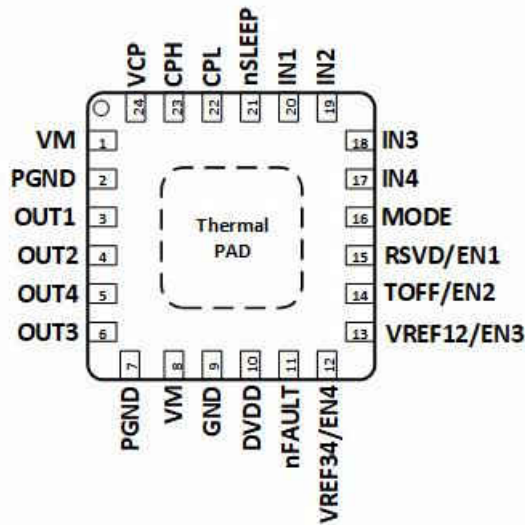 VCP
CPH
CPL
nSLEEP
IN1
IN2
24
23
22
21
20
19
VM 1
PGND 2
OUT1 3
OUT2 4
OUT4 5
OUT3 6
Thermal
PAD
18 IN3
17 IN4
16 MODE
15 RSVD/EN1
14 TOFF/EN2
13 VREF12/EN3
7
8
9
10
11
12
PGND
VM
GND
DVDD
nFAULT
VREF34/EN4